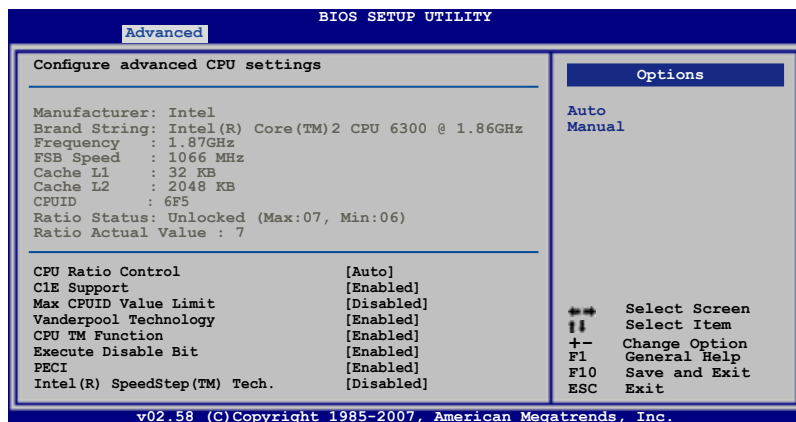 BIOS SETUP UTILITY
Advanced
Configure advanced CPU settings
Manufacturer: Intel
Brand String: Intel(R) Core(TM)2 CPU 6300 @ 1.86GHz
Frequency : 1.87GHz
FSB Speed : 1066 MHz
Cache L1 : 32 KB
Cache L2 : 2048 KB
CPUID : 6F5
Ratio Status: Unlocked (Max:07, Min:06)
Ratio Actual Value : 7
CPU Ratio Control [Auto]
C1E Support [Enabled]
Max CPUID Value Limit [Disabled]
Vanderpool Technology [Enabled]
CPU TM Function [Enabled]
Execute Disable Bit [Enabled]
PECI [Enabled]
Intel(R) SpeedStep(TM) Tech. [Disabled]
Options
Auto
Manual
←→ Select Screen
↑↓ Select Item
+- Change Option
F1 General Help
F10 Save and Exit
ESC Exit
v02.58 (C)Copyright 1985-2007, American Megatrends, Inc.